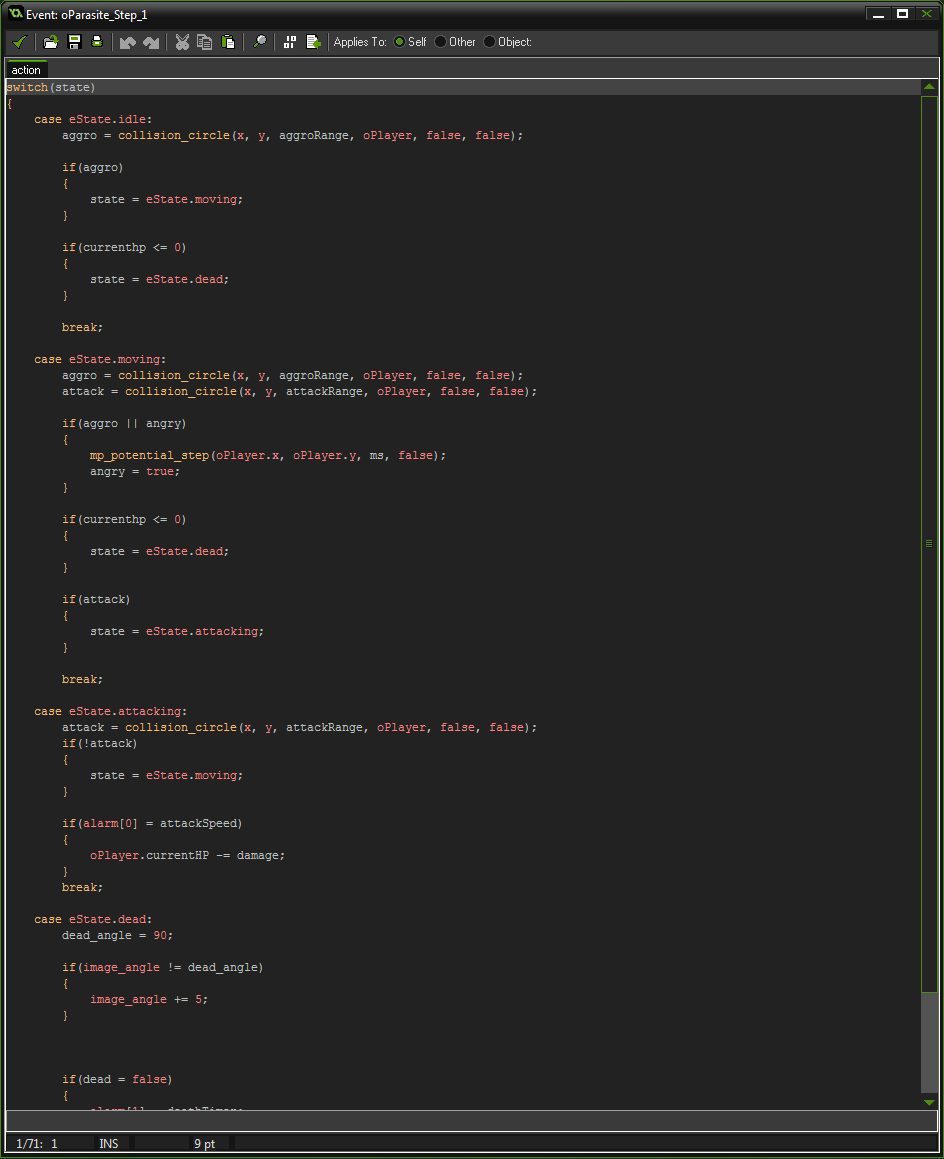 Event: oParasite_Step_1
Applies To: Self Other Object:
action
switch(state)
{
case eState.idle:
aggro = collision_circle(x, y, aggroRange, oPlayer, false, false);
if(aggro)
{
state = eState.moving;
}
if(currenthp <= 0)
{
state = eState.dead;
}
break;
case eState.moving:
aggro = collision_circle(x, y, aggroRange, oPlayer, false, false);
attack = collision_circle(x, y, attackRange, oPlayer, false, false);
if(aggro || angry)
{
mp_potential_step(oPlayer.x, oPlayer.y, ms, false);
angry = true;
}
if(currenthp <= 0)
{
state = eState.dead;
}
if(attack)
{
state = eState.attacking;
}
break;
case eState.attacking:
attack = collision_circle(x, y, attackRange, oPlayer, false, false);
if(!attack)
{
state = eState.moving;
}
if(alarm[0] = attackSpeed)
{
oPlayer.currentHP -= damage;
}
break;
case eState.dead:
dead_angle = 90;
if(image_angle != dead_angle)
{
image_angle += 5;
}
if(dead = false)
{
1/71: 1 INS 9 pt